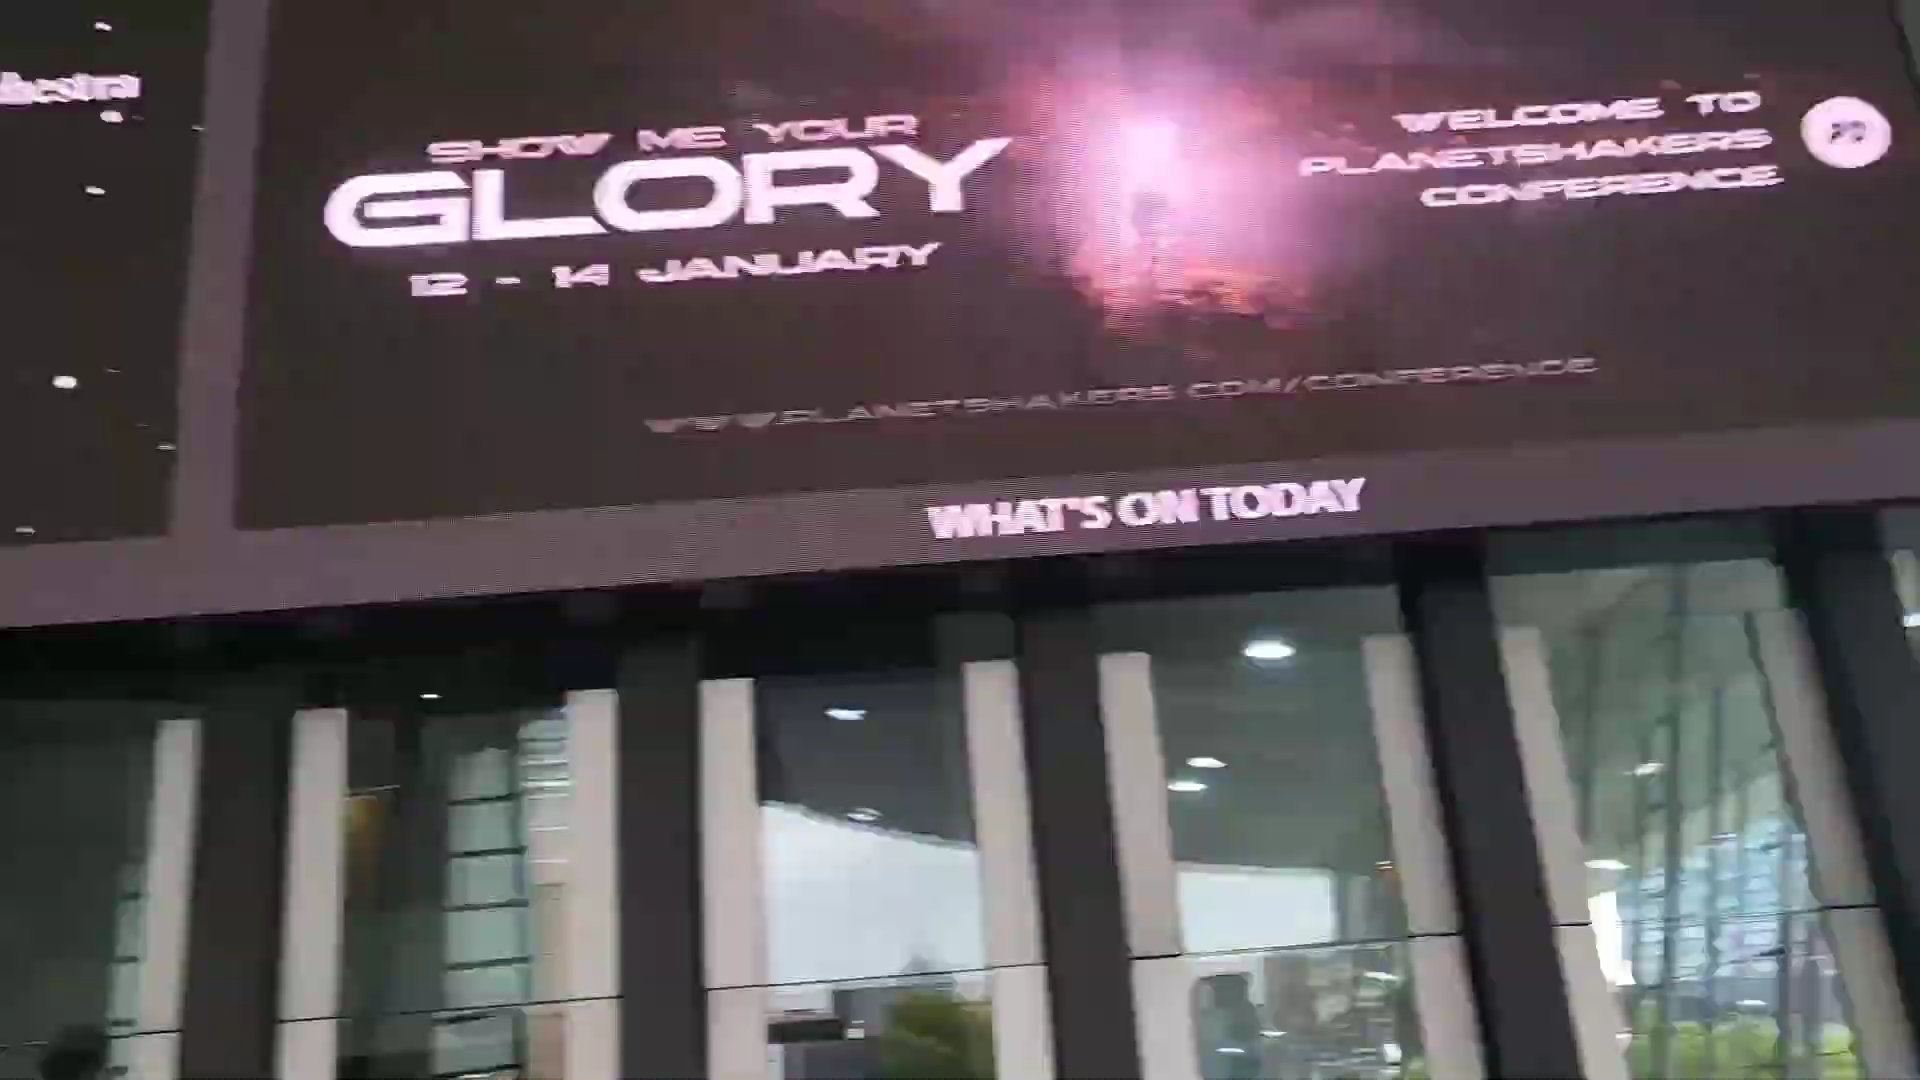 SHOW ME YOUR
GLORY
12 - 14 JANUARY
WELCOME TO
PLANETSHAKERS
CONFERENCE
WWW.PLANETSHAKERS.COM/CONFERENCE
WHAT'S ON TODAY